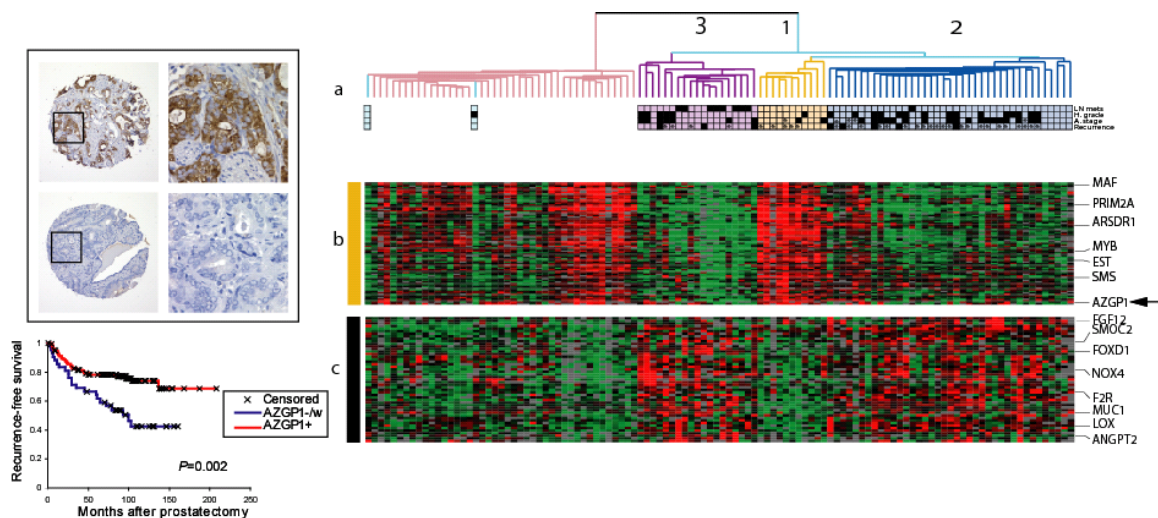 3 1 2
a
LN mets
H. grade
A. stage
Recurrence
b
MAF
PRIM2A
ARSDR1
MYB
EST
SMS
AZGP1
c
FGF12
SMOC2
FOXD1
NOX4
F2R
MUC1
LOX
ANGPT2
Recurrence-free survival
1
0.8
0.6
0.4
0.2
0
0 50 100 150 200 250
Months after prostatectomy
Censored
AZGP1-/w
AZGP1+
P=0.002